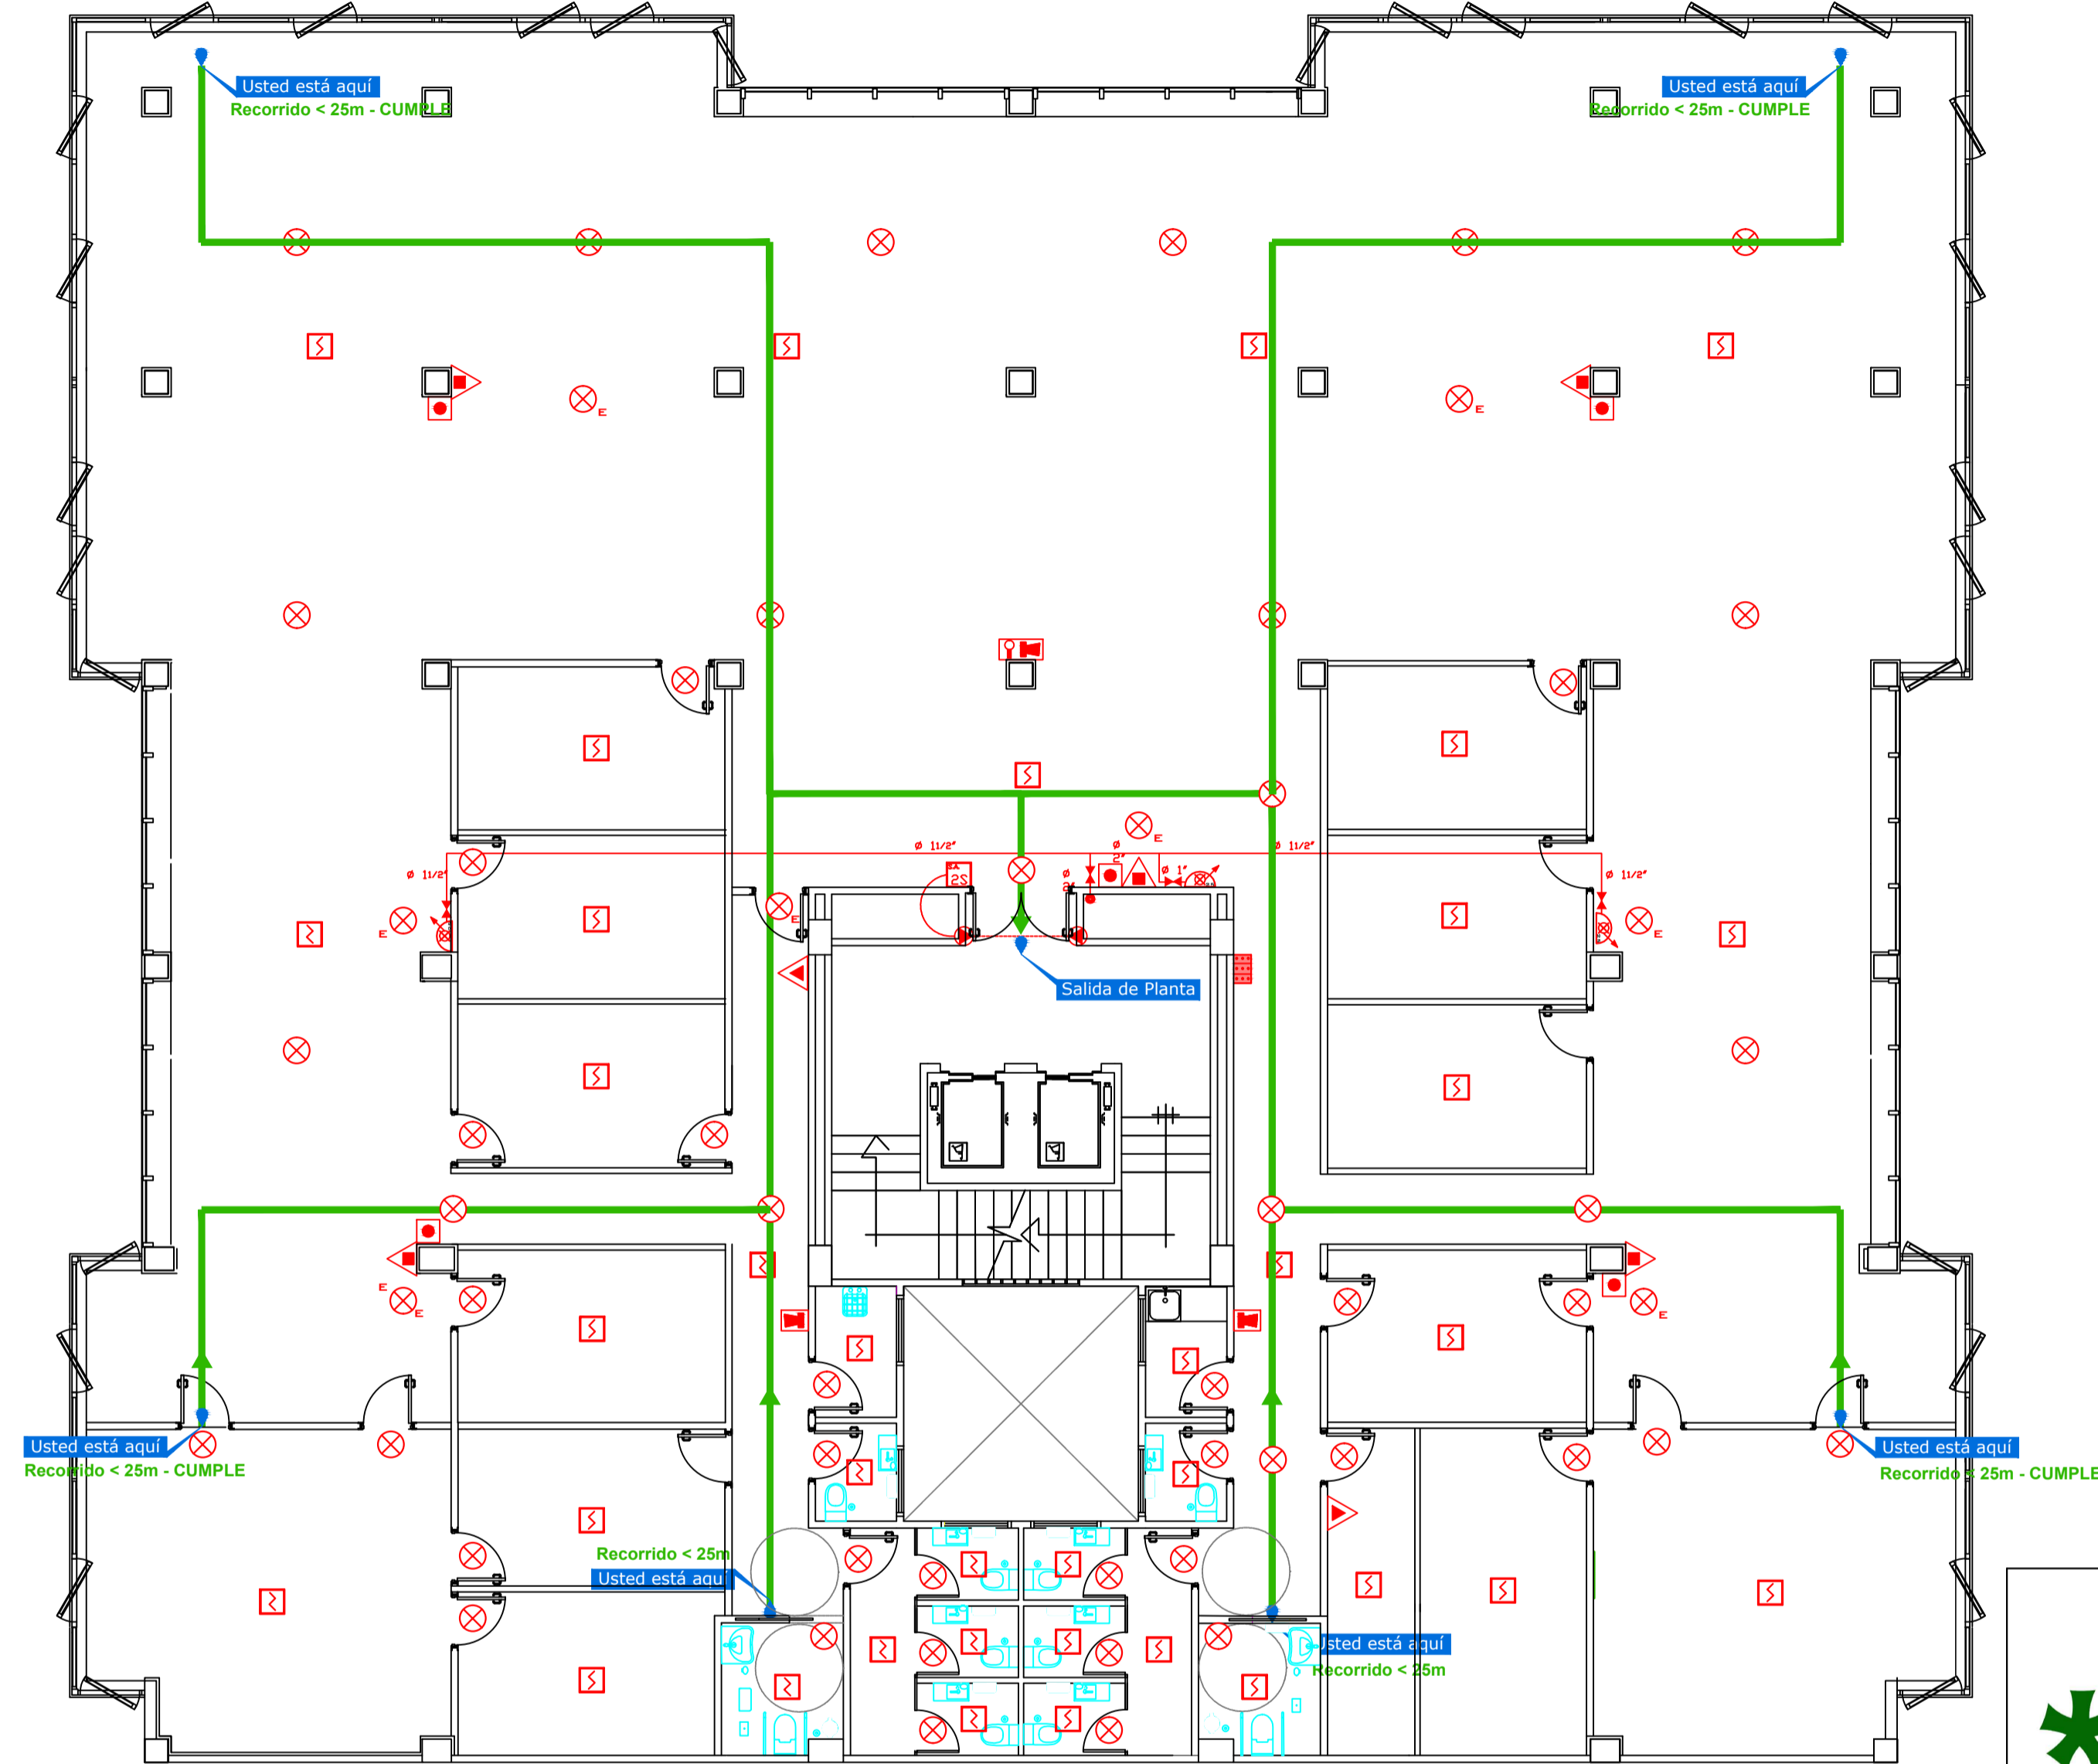 Usted está aquí
Recorrido < 25m - CUMPLE
Usted está aquí
Recorrido < 25m - CUMPLE
E
E
Ø 11/2"
Ø 2"
Ø 11/2"
E
Ø 11/2"
Ø 1"
Ø 11/2"
Ø 2"
E
E
E
Salida de Planta
E
E
E
Usted está aquí
Recorrido < 25m - CUMPLE
Usted está aquí
Recorrido < 25m - CUMPLE
Recorrido < 25m
Usted está aquí
Usted está aquí
Recorrido < 25m